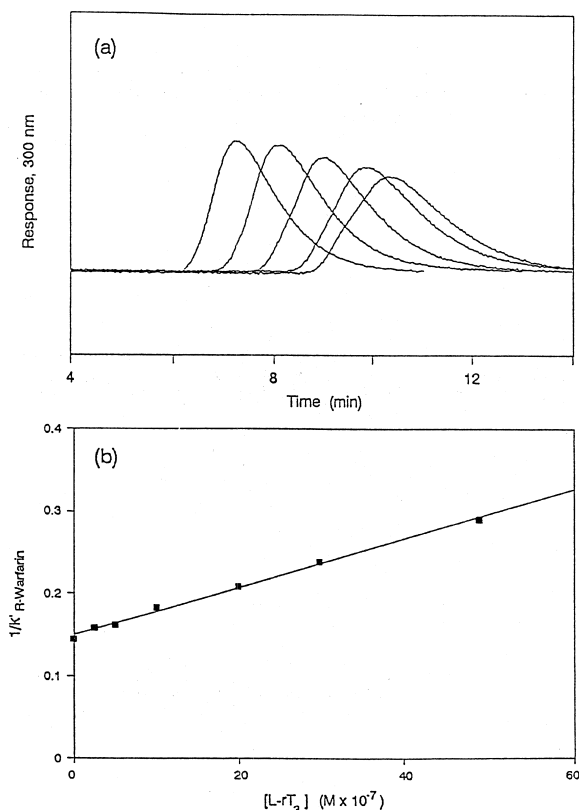 (a)
Response, 300 nm
4 8 12
Time (min)
(b)
0.4
0.3
0.2
0.1
0
1/k' R-Warfarin
0 20 40 60
[L-rT3] (M x 10-7)